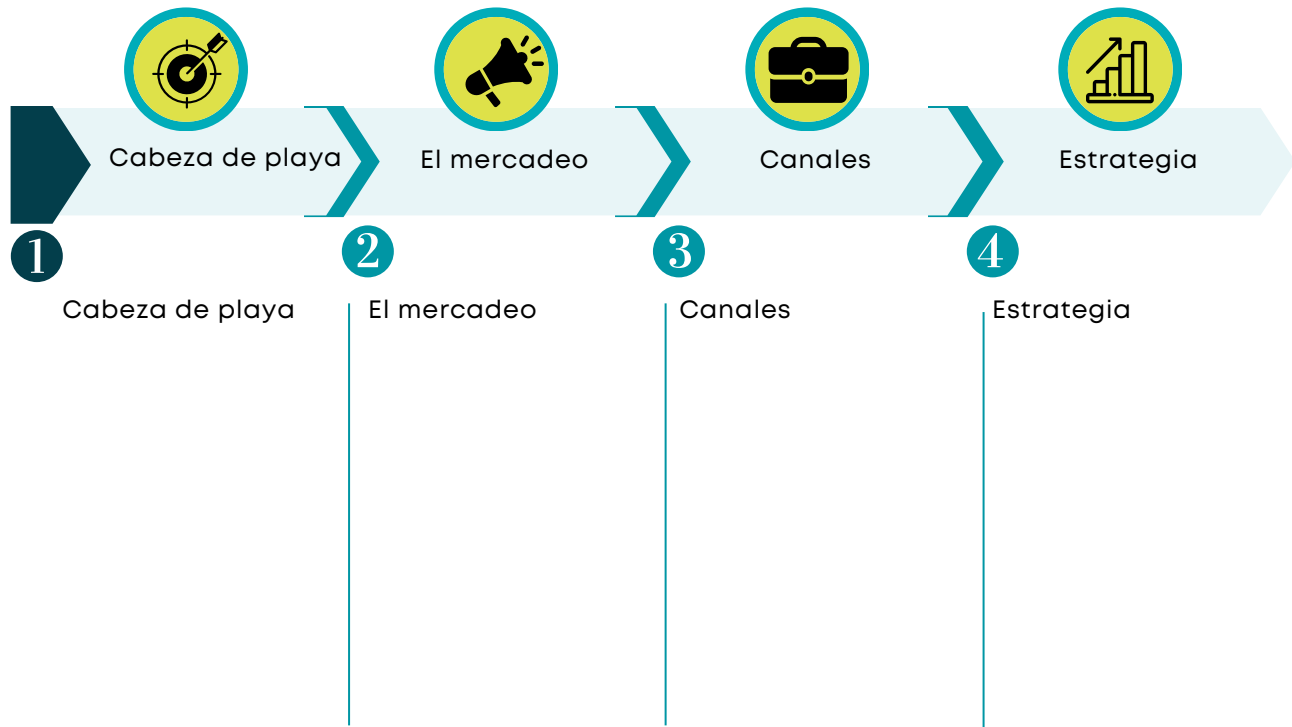 Cabeza de playa
El mercadeo
Canales
Estrategia
1
2
3
4
Cabeza de playa
El mercadeo
Canales
Estrategia